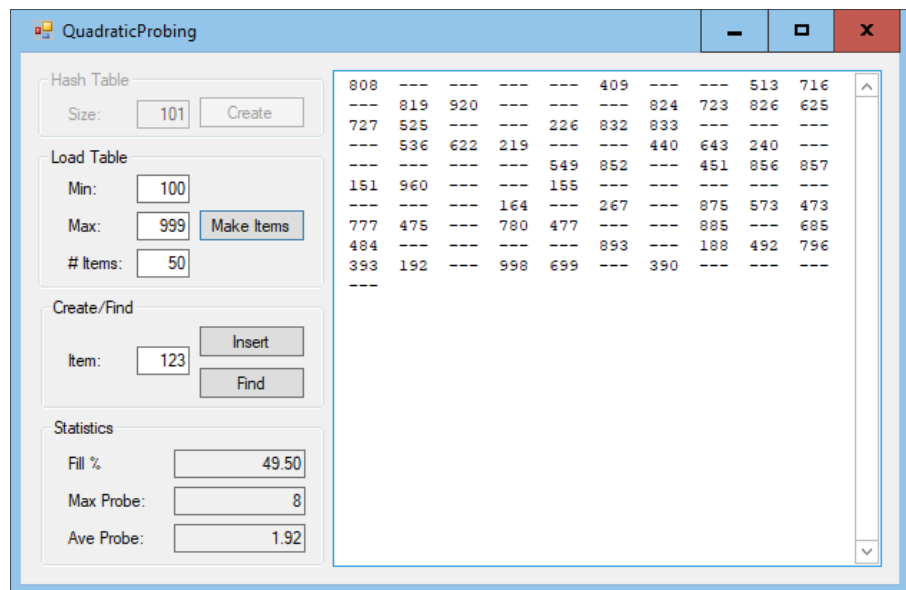 QuadraticProbing
Hash Table
Size: 101 Create
Load Table
Min: 100
Max: 999 Make Items
# Items: 50
Create/Find
Item: 123 Insert
Find
Statistics
Fill % 49.50
Max Probe: 8
Ave Probe: 1.92
808 --- --- --- --- 409 --- --- 513 716
--- 819 920 --- --- --- 824 723 826 625
727 525 --- --- 226 832 833 --- --- ---
--- 536 622 219 --- --- 440 643 240 ---
--- --- --- --- 549 852 --- 451 856 857
151 960 --- --- 155 --- --- --- --- ---
--- --- --- 164 --- 267 --- 875 573 473
777 475 --- 780 477 --- --- 885 --- 685
484 --- --- --- --- 893 --- 188 492 796
393 192 --- 998 699 --- 390 --- --- ---
---